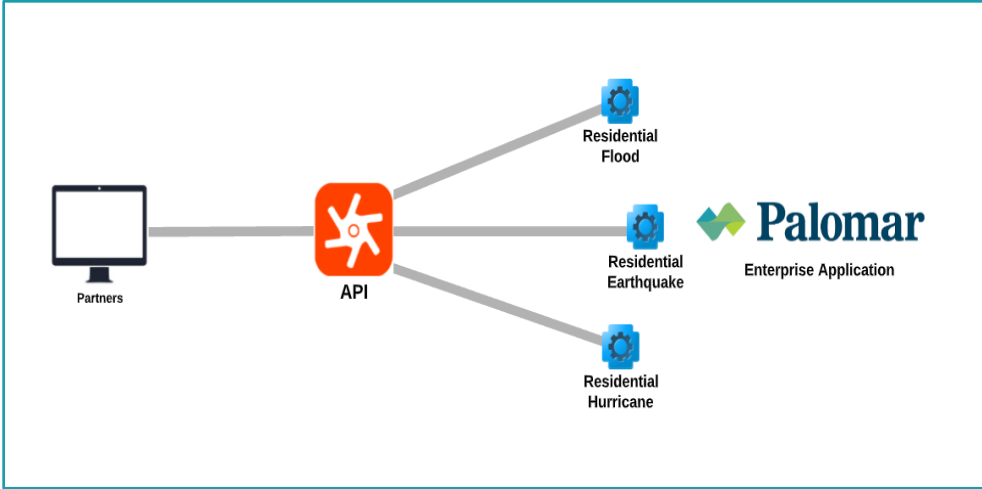 Partners
API
Residential
Flood
Residential
Earthquake
Residential
Hurricane
Palomar
Enterprise Application